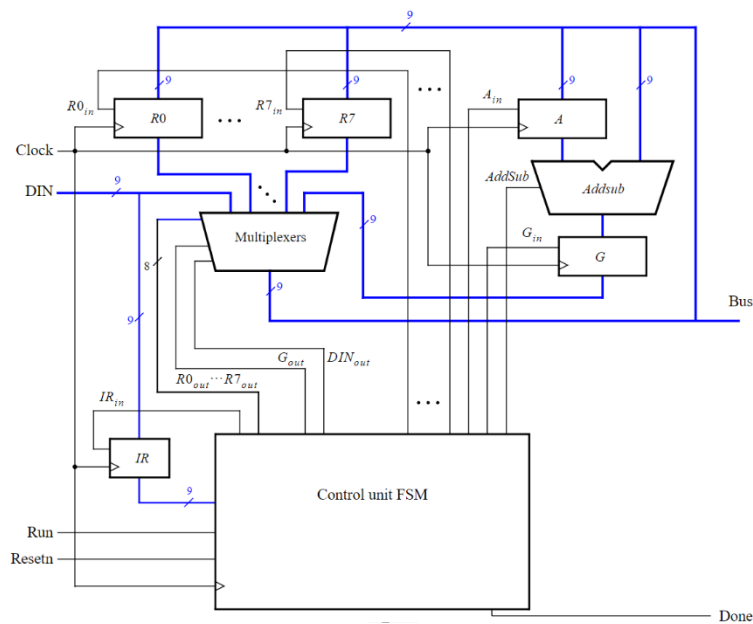 9
9 9 9 9
R0in R7in Ain
R0 ... R7 ... A
Clock
DIN 9
AddSub Addsub
Multiplexers
8 9 Gin G
9 Bus
9
Gout DINout
R0out...R7out
IRin ...
IR
9
Control unit FSM
Run
Resetn
Done